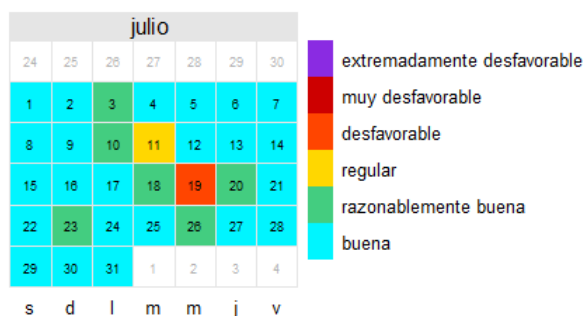 julio
24 25 26 27 28 29 30
1 2 3 4 5 6 7
8 9 10 11 12 13 14
15 16 17 18 19 20 21
22 23 24 25 26 27 28
29 30 31 1 2 3 4
s d l m m j v
extremadamente desfavorable
muy desfavorable
desfavorable
regular
razonablemente buena
buena